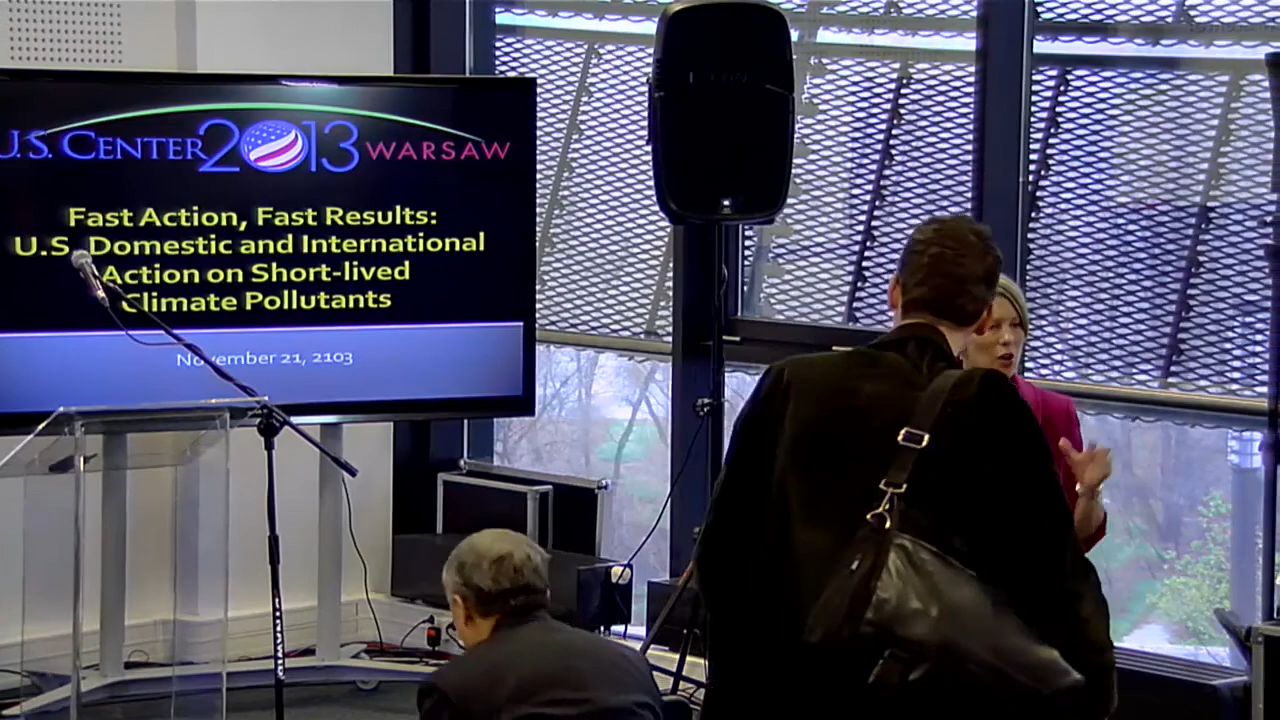 U.S. CENTER 2013 WARSAW
Fast Action, Fast Results:
U.S. Domestic and International
Action on Short-lived
Climate Pollutants
November 21, 2103